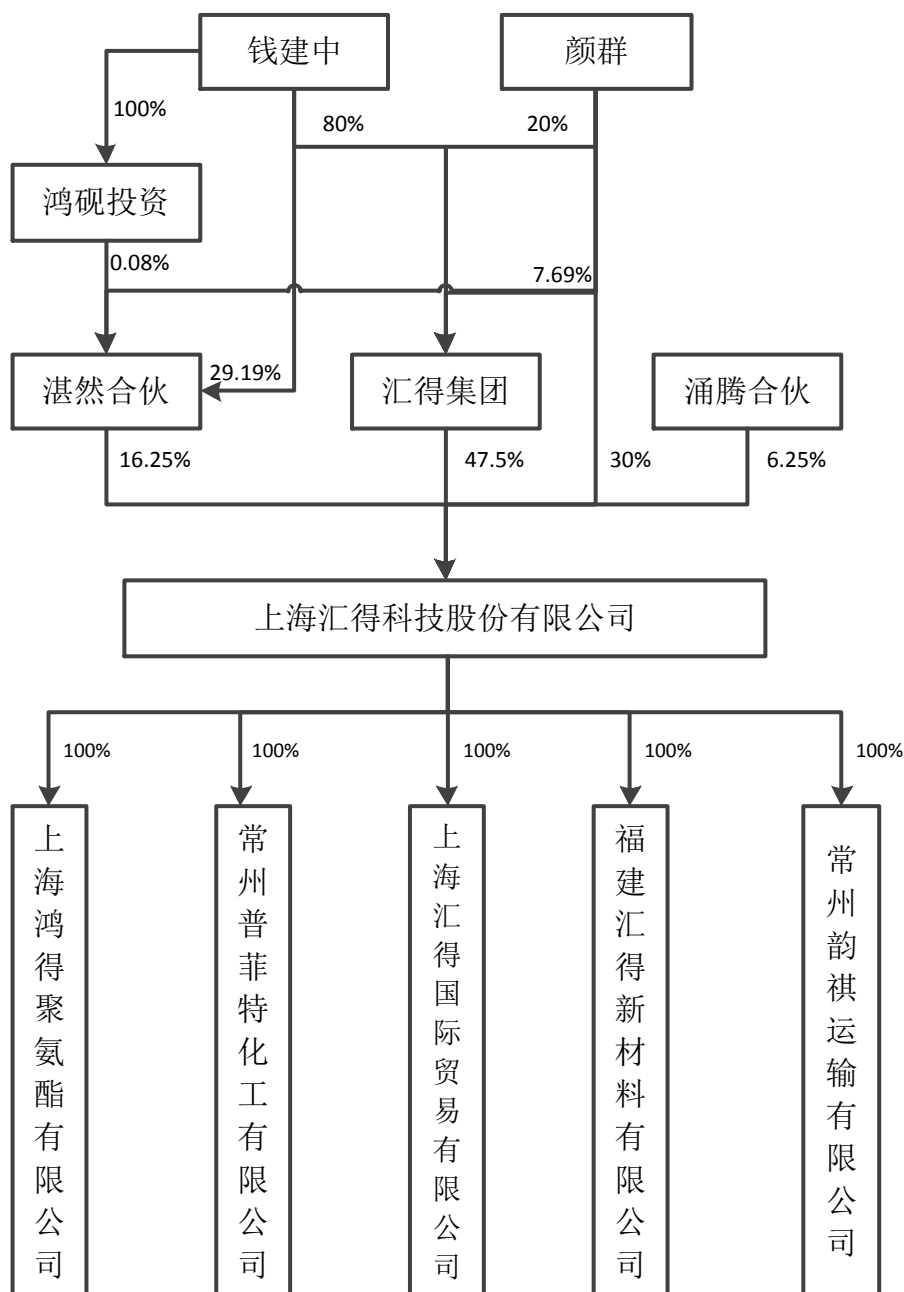 钱建中
颜群
100%
80%
20%
鸿砚投资
0.08%
7.69%
湛然合伙
29.19%
汇得集团
涌腾合伙
16.25%
47.5%
30%
6.25%
上海汇得科技股份有限公司
100%
100%
100%
100%
100%
上海鸿得聚氨酯有限公司
常州普菲特化工有限公司
上海汇得国际贸易有限公司
福建汇得新材料有限公司
常州韵祺运输有限公司